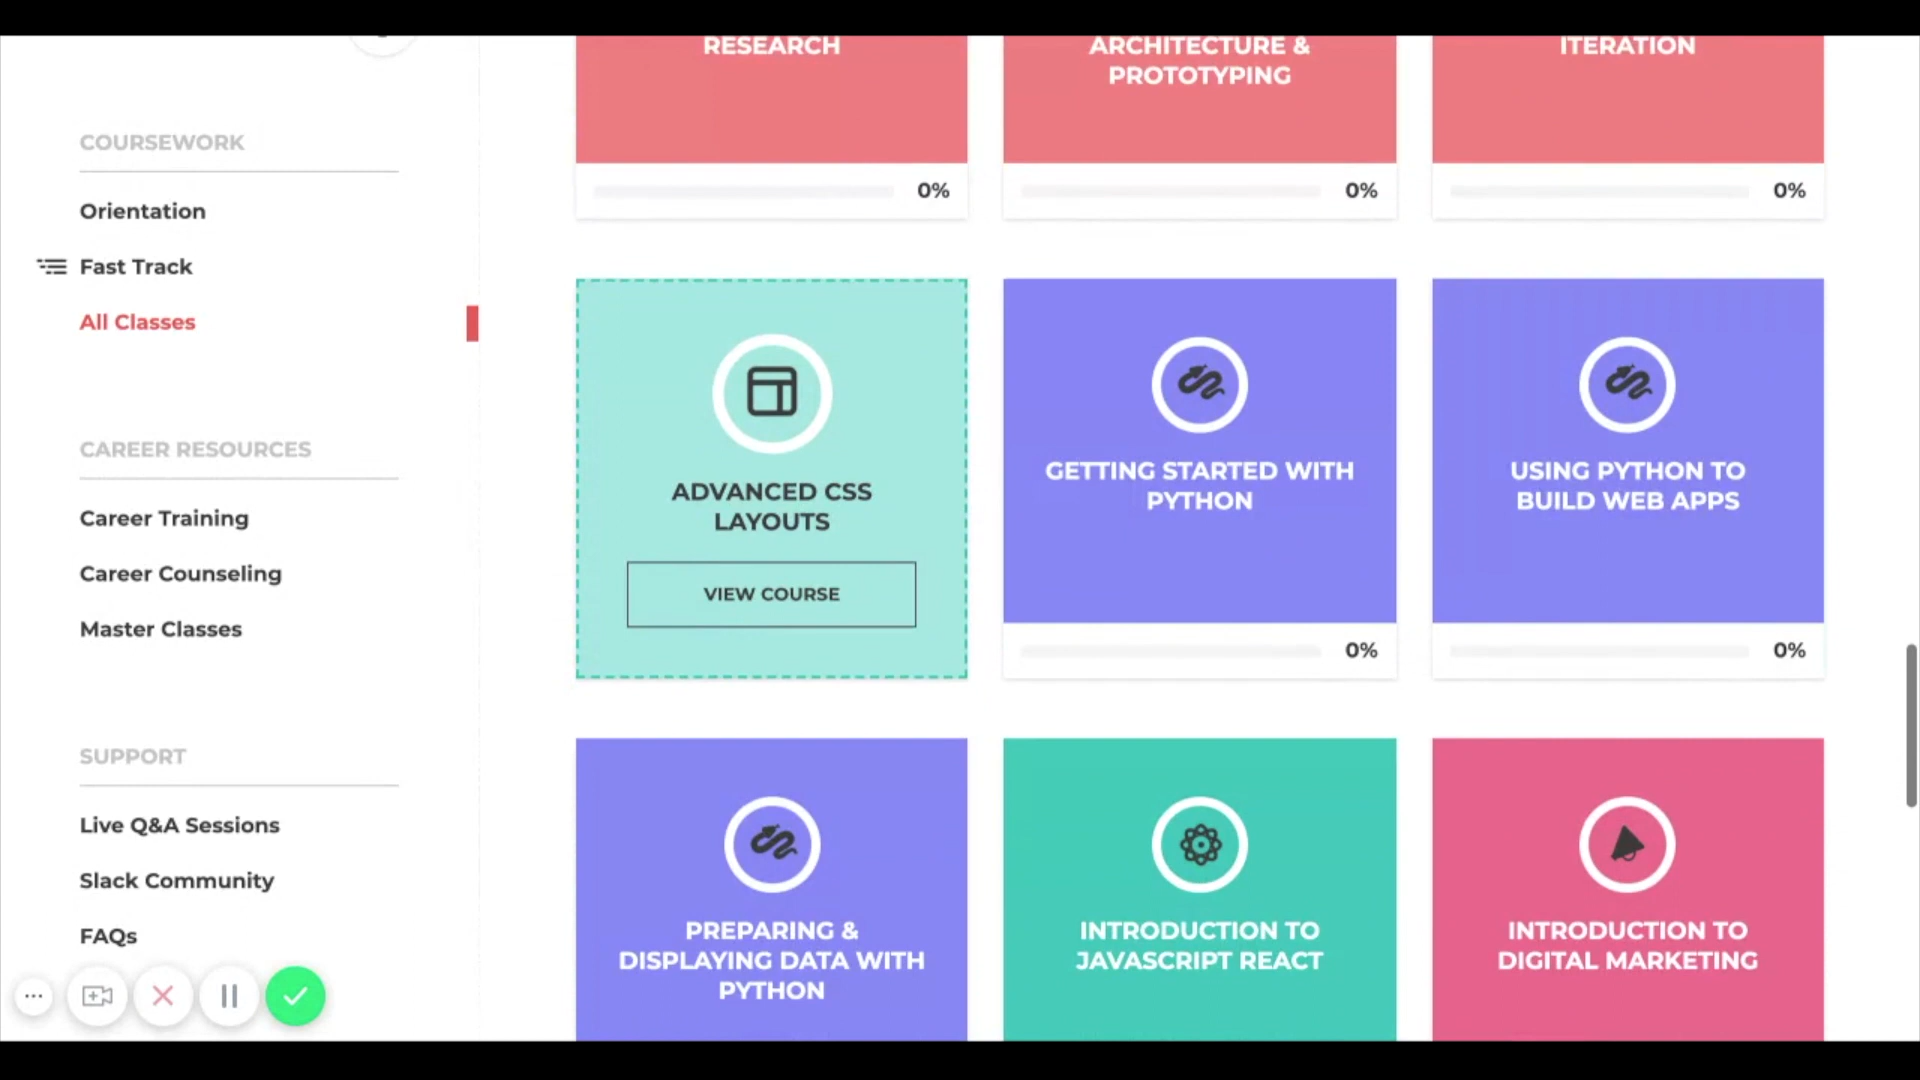 COURSEWORK
Orientation
Fast Track
All Classes
CAREER RESOURCES
Career Training
Career Counseling
Master Classes
SUPPORT
Live Q&A Sessions
Slack Community
FAQs
RESEARCH
0%
ARCHITECTURE &
PROTOTYPING
0%
ITERATION
0%
ADVANCED CSS
LAYOUTS
VIEW COURSE
GETTING STARTED WITH
PYTHON
0%
USING PYTHON TO
BUILD WEB APPS
0%
PREPARING &
DISPLAYING DATA WITH
PYTHON
INTRODUCTION TO
JAVASCRIPT REACT
INTRODUCTION TO
DIGITAL MARKETING